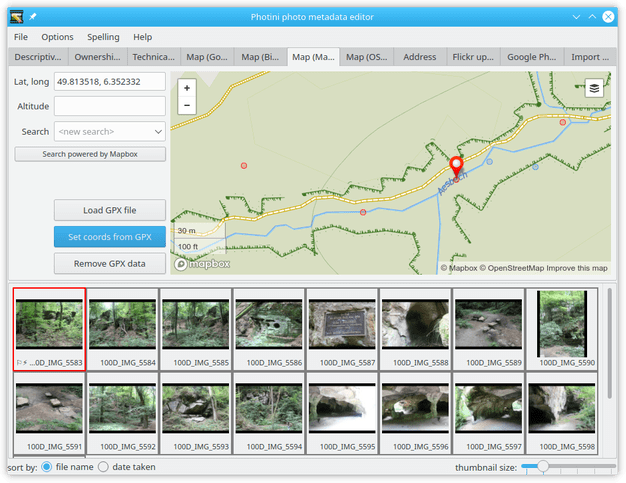 Photini photo metadata editor
File Options Spelling Help
Descriptiv... Ownershi... Technica... Map (Go... Map (Bi... Map (Ma... Map (OS... Address Flickr up... Google Ph... Import ...
Lat, long 49.813518, 6.352332
Altitude
Search <new search>
Search powered by Mapbox
Load GPX file
Set coords from GPX
Remove GPX data
+
−
Aesbach
30 m
100 ft
mapbox
© Mapbox © OpenStreetMap Improve this map
...0D_IMG_5583 100D_IMG_5584 100D_IMG_5585 100D_IMG_5586 100D_IMG_5587 100D_IMG_5588 100D_IMG_5589 100D_IMG_5590
100D_IMG_5591 100D_IMG_5592 100D_IMG_5593 100D_IMG_5594 100D_IMG_5595 100D_IMG_5596 100D_IMG_5597 100D_IMG_5598
sort by: file name date taken thumbnail size: